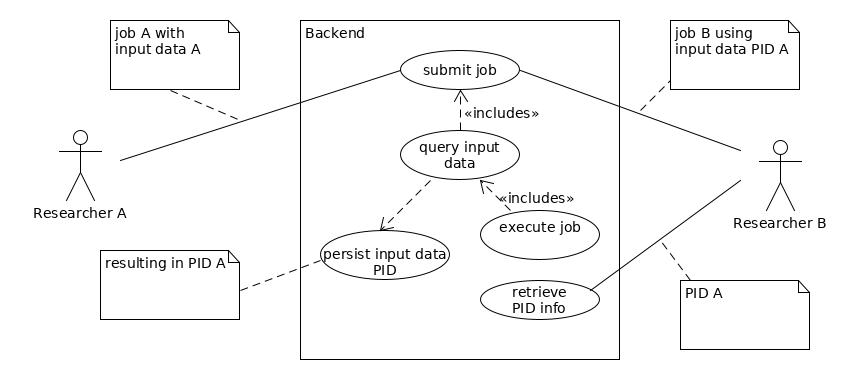 job A with
input data A
Backend
job B using
input data PID A
submit job
«includes»
query input
data
Researcher A
«includes»
Researcher B
execute job
persist input data
PID
resulting in PID A
retrieve
PID info
PID A